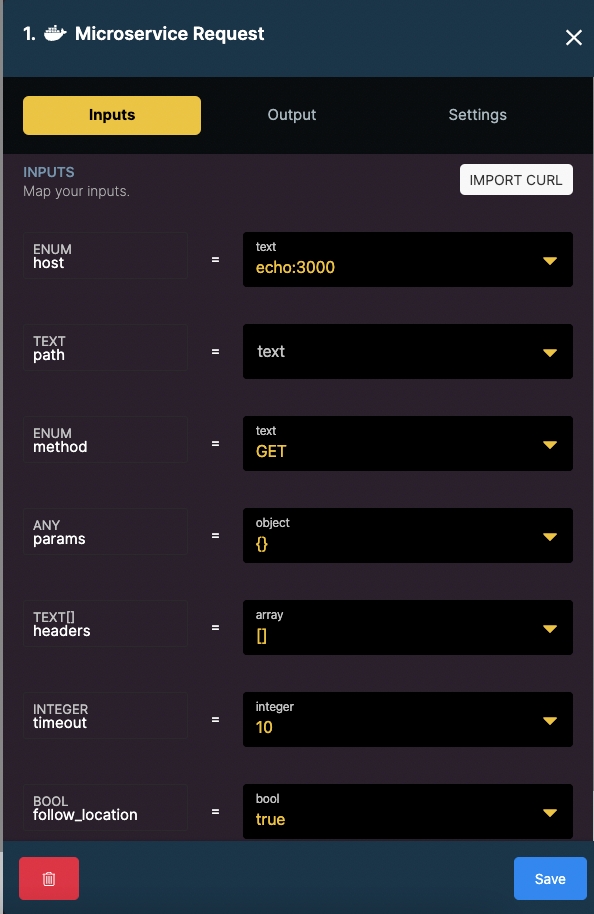 1. Microservice Request
Inputs
Output
Settings
INPUTS
Map your inputs.
IMPORT CURL
ENUM
host
=
text
echo:3000
TEXT
path
=
text
ENUM
method
=
text
GET
ANY
params
=
object
{}
TEXT[]
headers
=
array
[]
INTEGER
timeout
=
integer
10
BOOL
follow_location
=
bool
true
Save